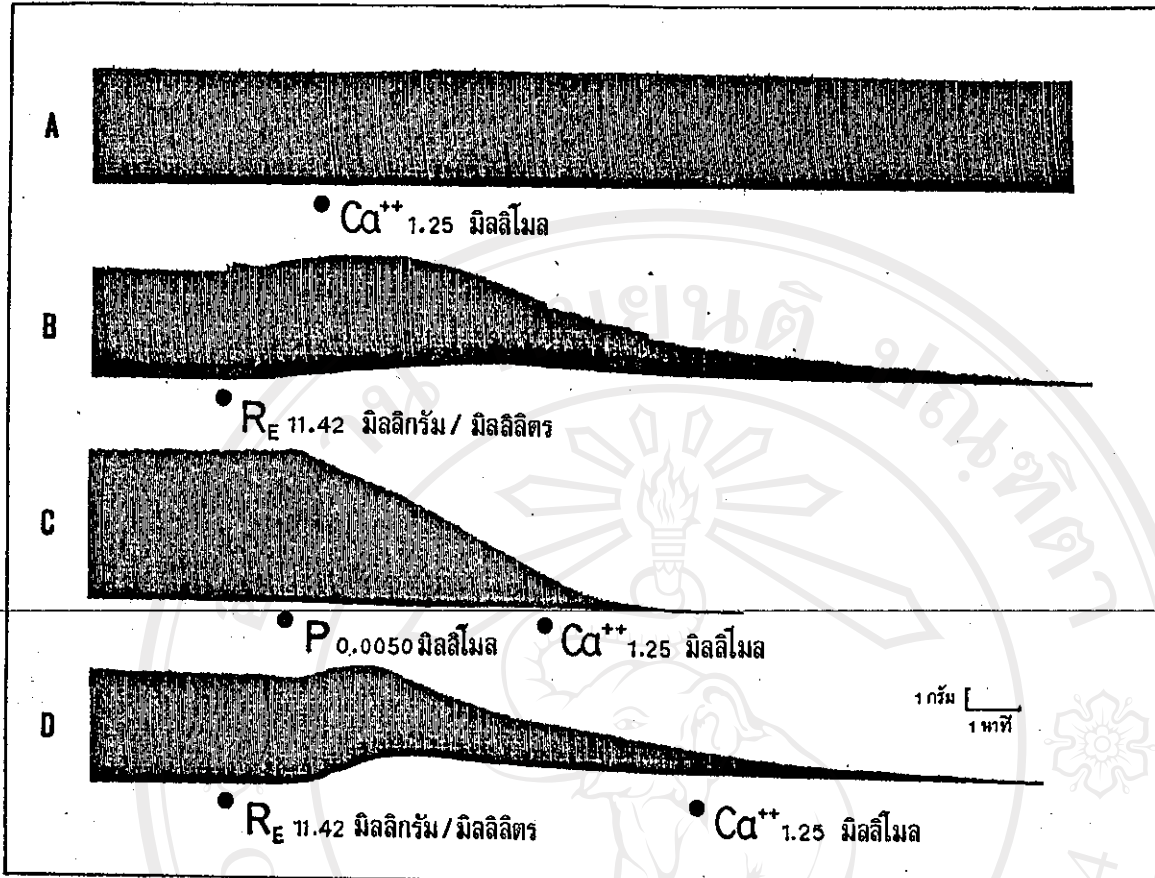 A
● Ca⁺⁺ 1.25 มิลลิโมล
B
● R_E 11.42 มิลลิกรัม / มิลลิลิตร
C
● P 0.0050 มิลลิโมล ● Ca⁺⁺ 1.25 มิลลิโมล
D
1 กรัม
1 นาที
● R_E 11.42 มิลลิกรัม/มิลลิลิตร ● Ca⁺⁺ 1.25 มิลลิโมล